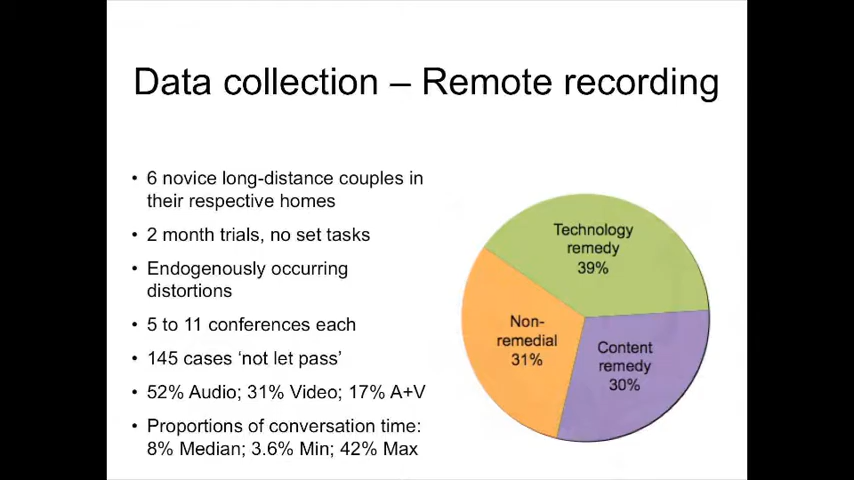 Data collection – Remote recording
• 6 novice long-distance couples in
their respective homes
• 2 month trials, no set tasks
• Endogenously occurring
distortions
• 5 to 11 conferences each
• 145 cases ‘not let pass’
• 52% Audio; 31% Video; 17% A+V
• Proportions of conversation time:
8% Median; 3.6% Min; 42% Max
Technology
remedy
39%
Non-
remedial
31%
Content
remedy
30%